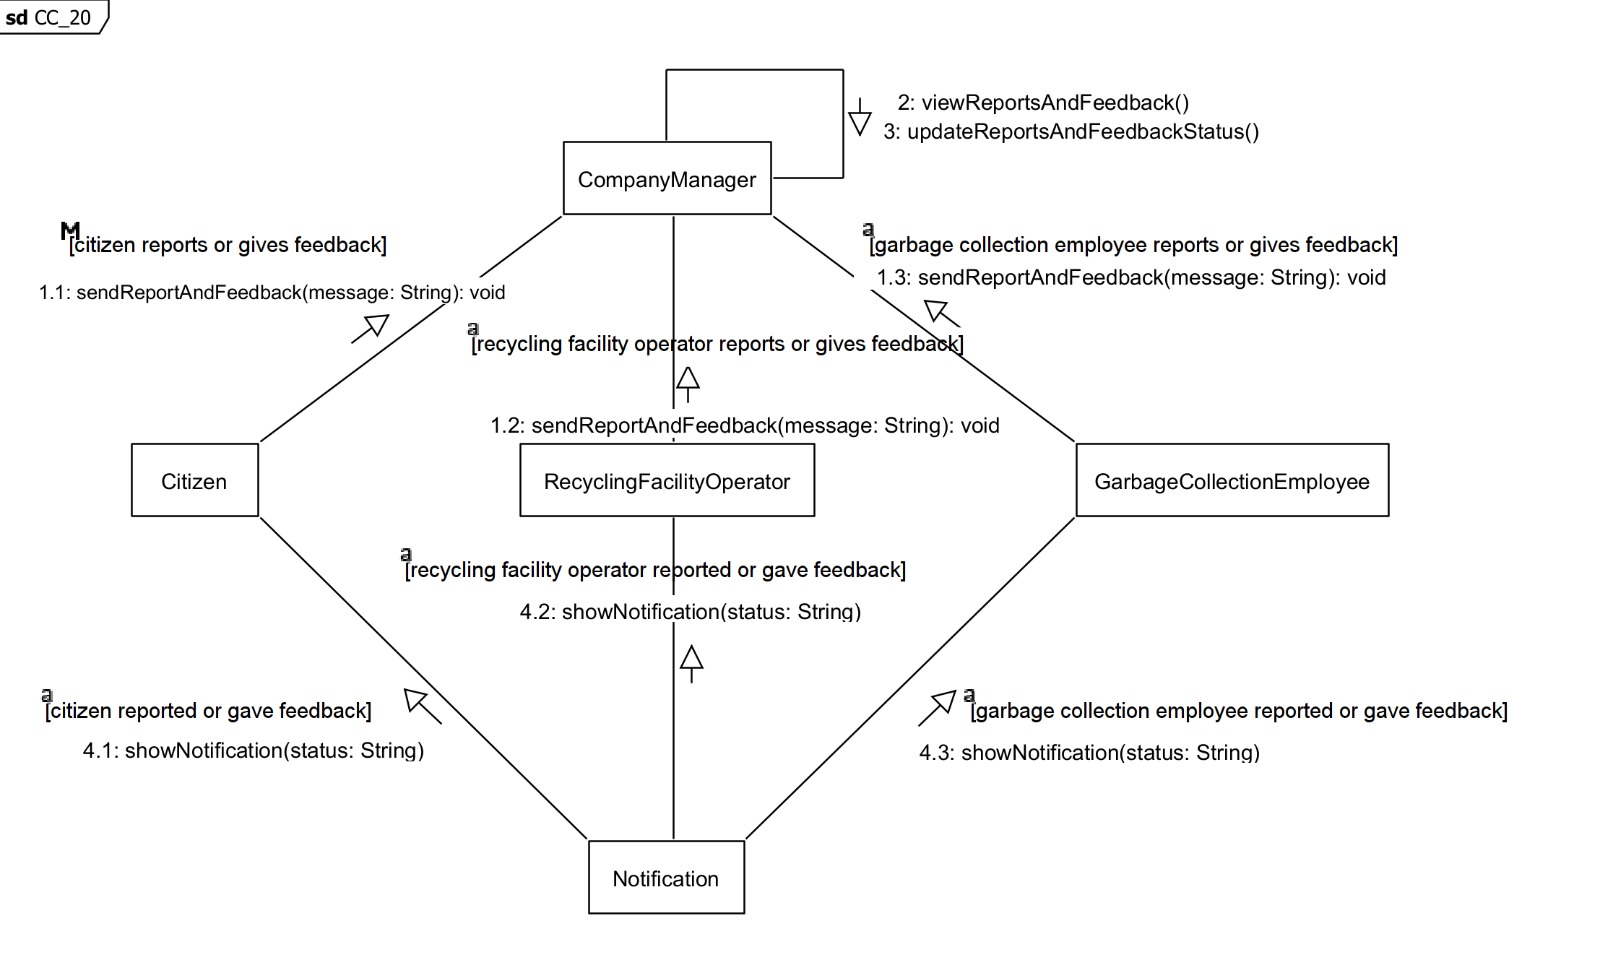 sd CC_20
2: viewReportsAndFeedback()
3: updateReportsAndFeedbackStatus()
CompanyManager
M
[citizen reports or gives feedback]
1.1: sendReportAndFeedback(message: String): void
a
[garbage collection employee reports or gives feedback]
1.3: sendReportAndFeedback(message: String): void
a
[recycling facility operator reports or gives feedback]
1.2: sendReportAndFeedback(message: String): void
Citizen
RecyclingFacilityOperator
GarbageCollectionEmployee
a
[recycling facility operator reported or gave feedback]
4.2: showNotification(status: String)
a
[citizen reported or gave feedback]
4.1: showNotification(status: String)
a
[garbage collection employee reported or gave feedback]
4.3: showNotification(status: String)
Notification